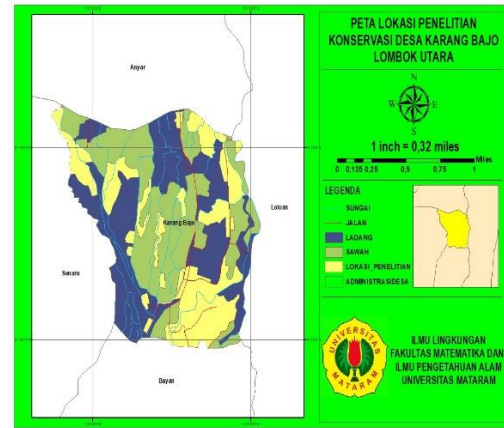 PETA LOKASI PENELITIAN
KONSERVASI DESA KARANG BAJO
LOMBOK UTARA
N
W E
S
1 inch = 0,32 miles
Miles
0 0,125 0,25 0,5 0,75 1
LEGENDA
SUNGAI
JALAN
LADANG
SAWAH
LOKASI_PENELITIAN
ADMINISTRASIDESA
Anyar
Loloan
Karang Bajo
Senaru
Bayan
UNIVERSITAS
MATARAM
ILMU LINGKUNGAN
FAKULTAS MATEMATIKA DAN
ILMU PENGETAHUAN ALAM
UNIVERSITAS MATARAM